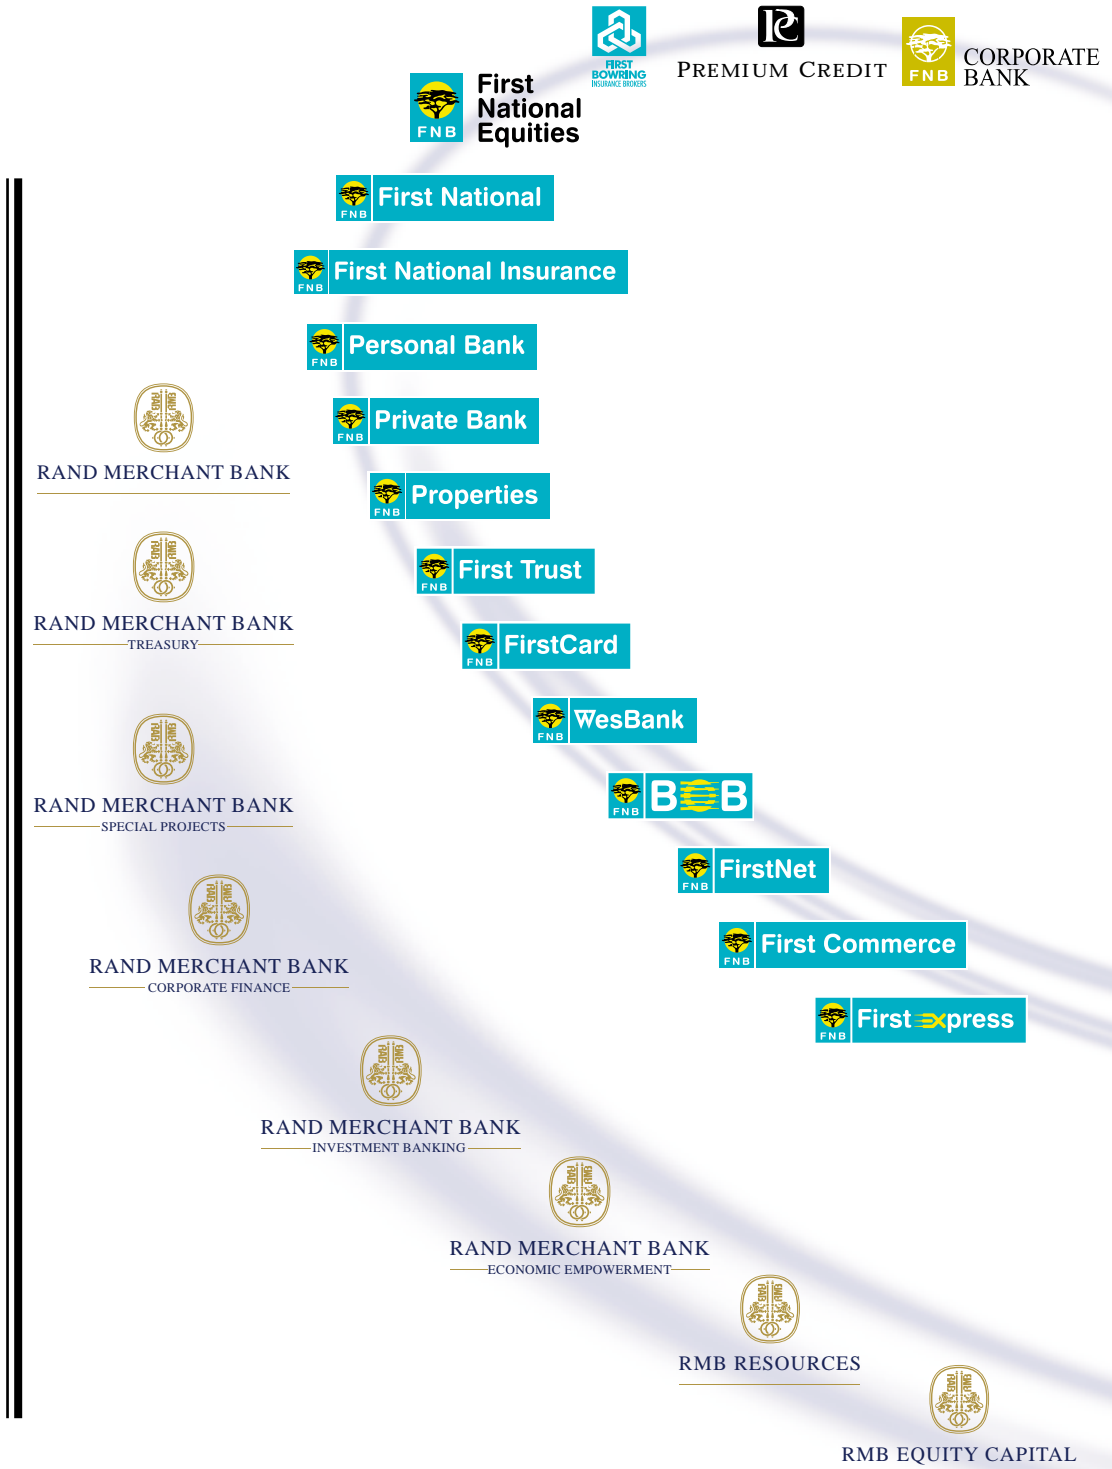 FIRST
BOWRING
INSURANCE BROKERS
PC
PREMIUM CREDIT
FNB
CORPORATE
BANK
FNB
First
National
Equities
FNB First National
FNB First National Insurance
FNB Personal Bank
FNB Private Bank
RAND MERCHANT BANK
FNB Properties
FNB First Trust
RAND MERCHANT BANK
TREASURY
FNB FirstCard
FNB WesBank
RAND MERCHANT BANK
SPECIAL PROJECTS
FNB BOB
FNB FirstNet
RAND MERCHANT BANK
CORPORATE FINANCE
FNB First Commerce
FNB First express
RAND MERCHANT BANK
INVESTMENT BANKING
RAND MERCHANT BANK
ECONOMIC EMPOWERMENT
RMB RESOURCES
RMB EQUITY CAPITAL